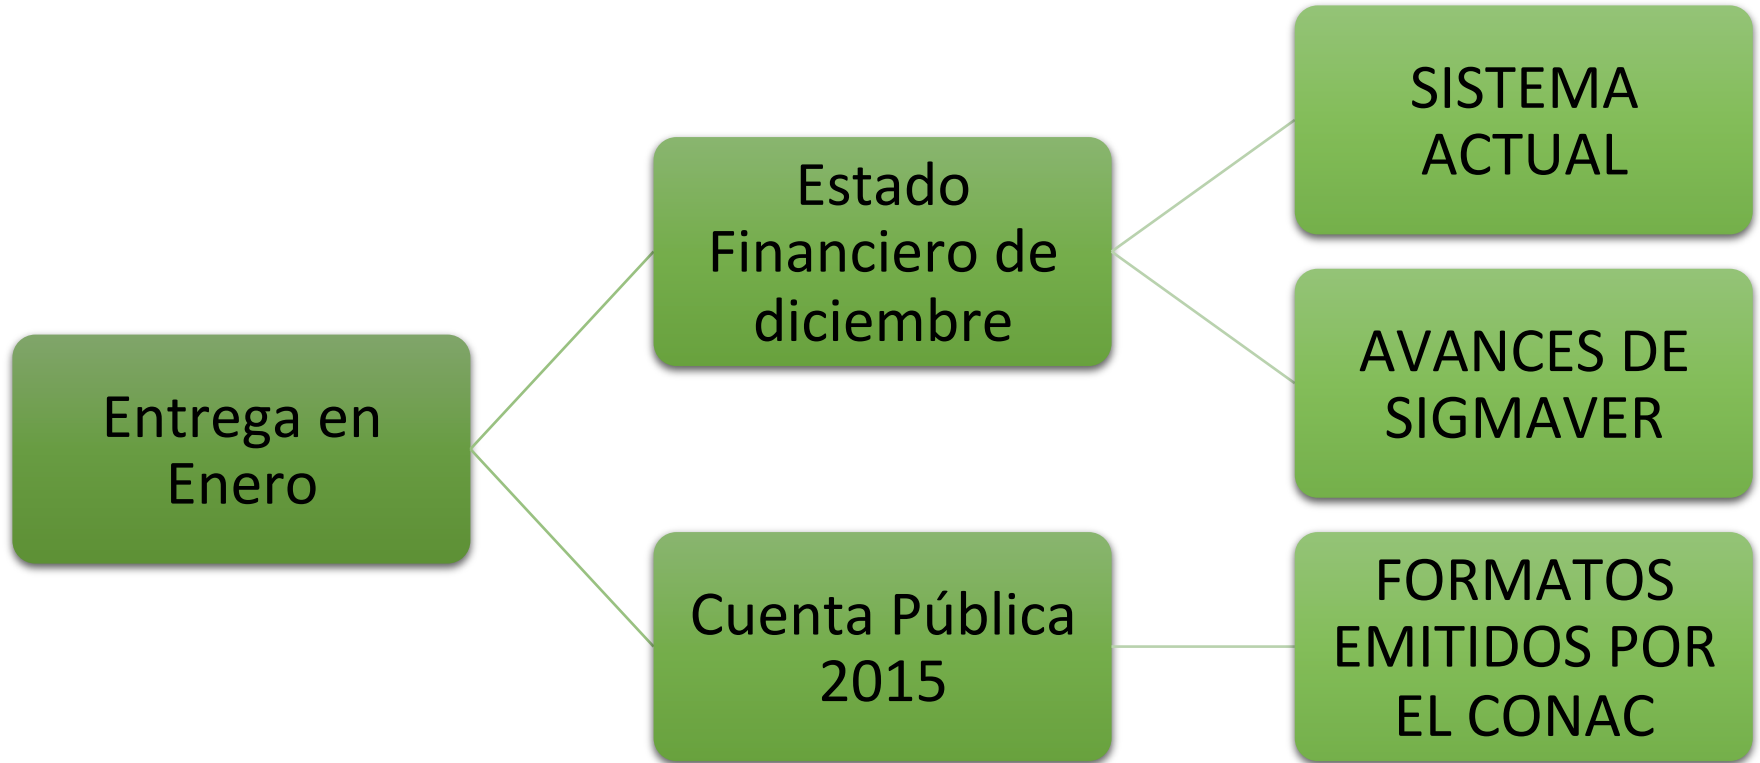 Entrega en
Enero
Estado
Financiero de
diciembre
SISTEMA
ACTUAL
AVANCES DE
SIGMAVER
Cuenta Pública
2015
FORMATOS
EMITIDOS POR
EL CONAC